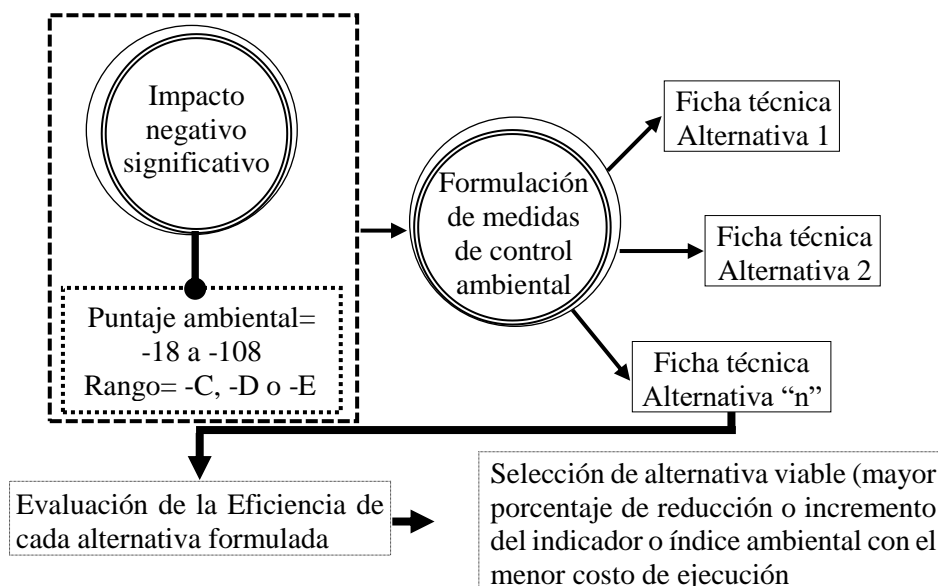 Impacto
negativo
significativo
Puntaje ambiental=
-18 a -108
Rango= -C, -D o -E
Formulación
de medidas
de control
ambiental
Ficha técnica
Alternativa 1
Ficha técnica
Alternativa 2
Ficha técnica
Alternativa “n”
Evaluación de la Eficiencia de
cada alternativa formulada
Selección de alternativa viable (mayor
porcentaje de reducción o incremento
del indicador o índice ambiental con el
menor costo de ejecución